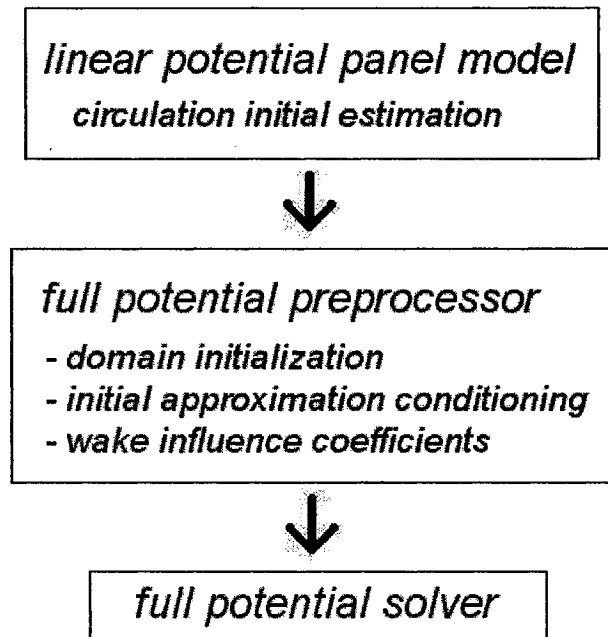 linear potential panel model
circulation initial estimation
full potential preprocessor
- domain initialization
- initial approximation conditioning
- wake influence coefficients
full potential solver